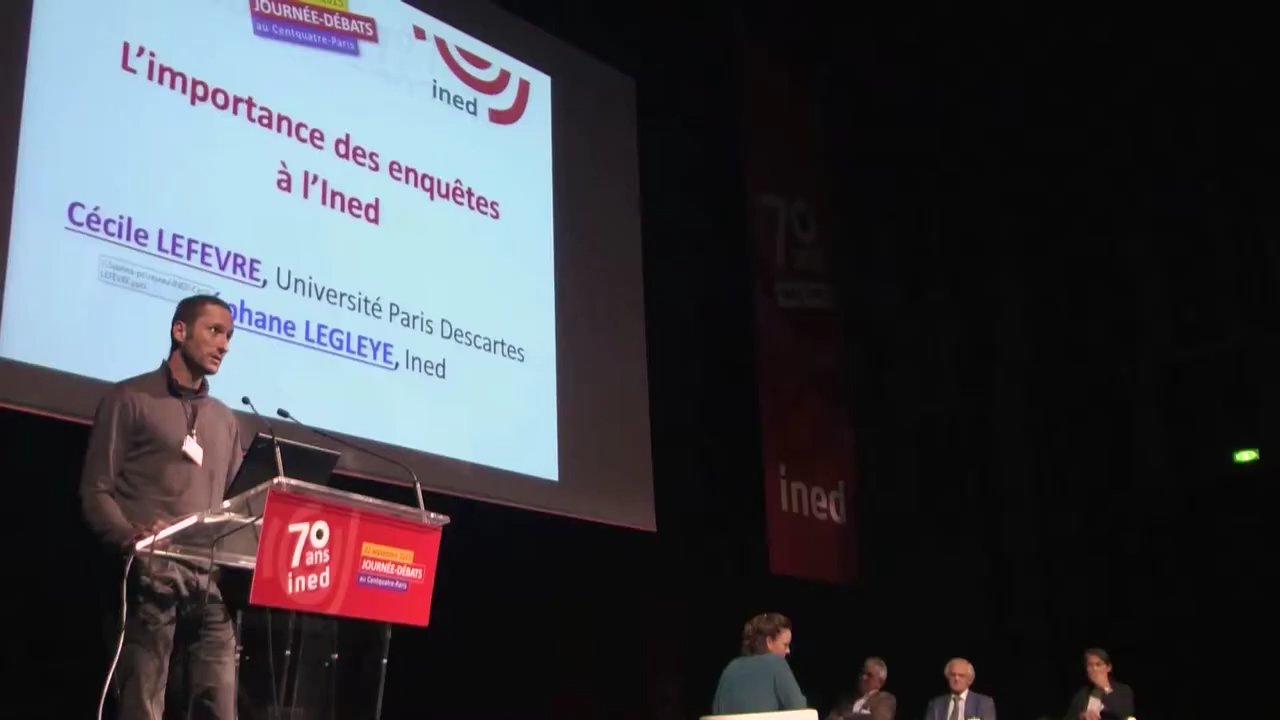 JOURNÉE-DÉBATS
au Centquatre-Paris
ined
L'importance des enquêtes
à l'Ined
Cécile LEFEVRE, Université Paris Descartes
phane LEGLEYE, Ined
70
ans
ined
JOURNÉE-DÉBATS
au Centquatre-Paris
70
ined